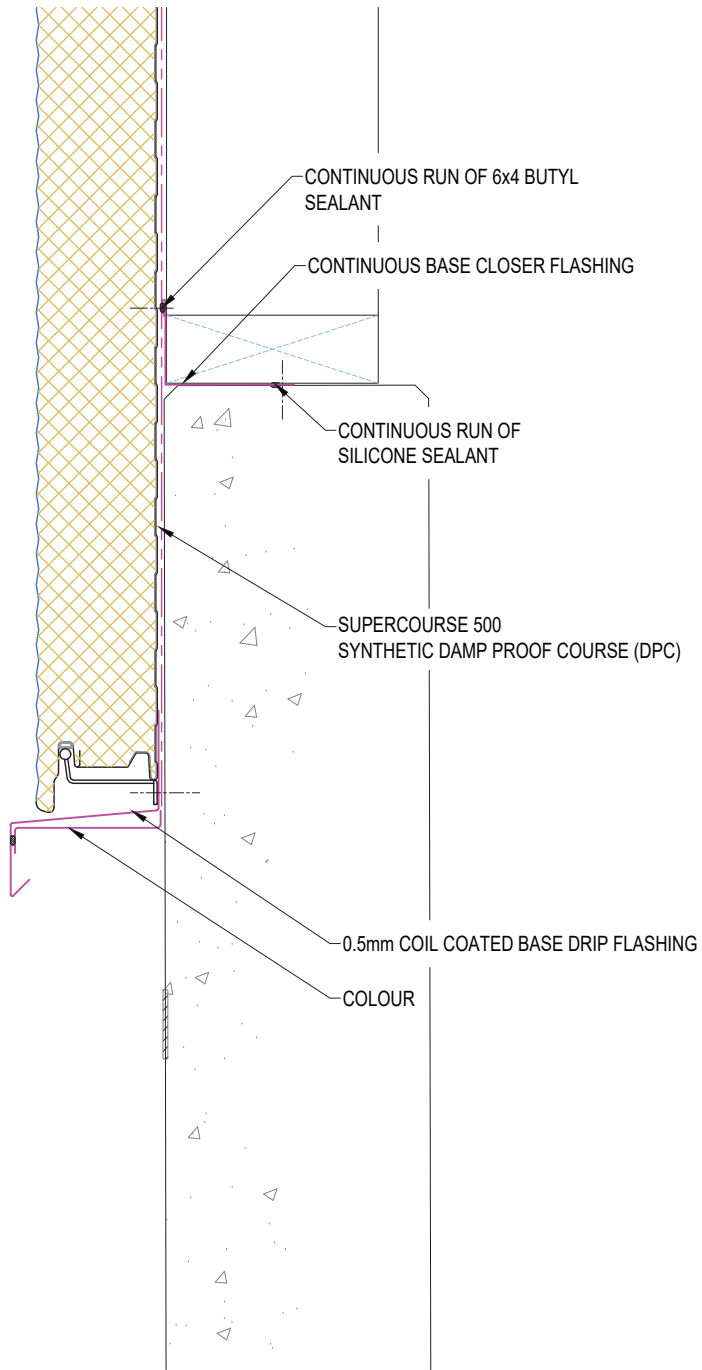 CONTINUOUS RUN OF 6x4 BUTYL
SEALANT
CONTINUOUS BASE CLOSER FLASHING
CONTINUOUS RUN OF
SILICONE SEALANT
SUPERCOURSE 500
SYNTHETIC DAMP PROOF COURSE (DPC)
0.5mm COIL COATED BASE DRIP FLASHING
COLOUR